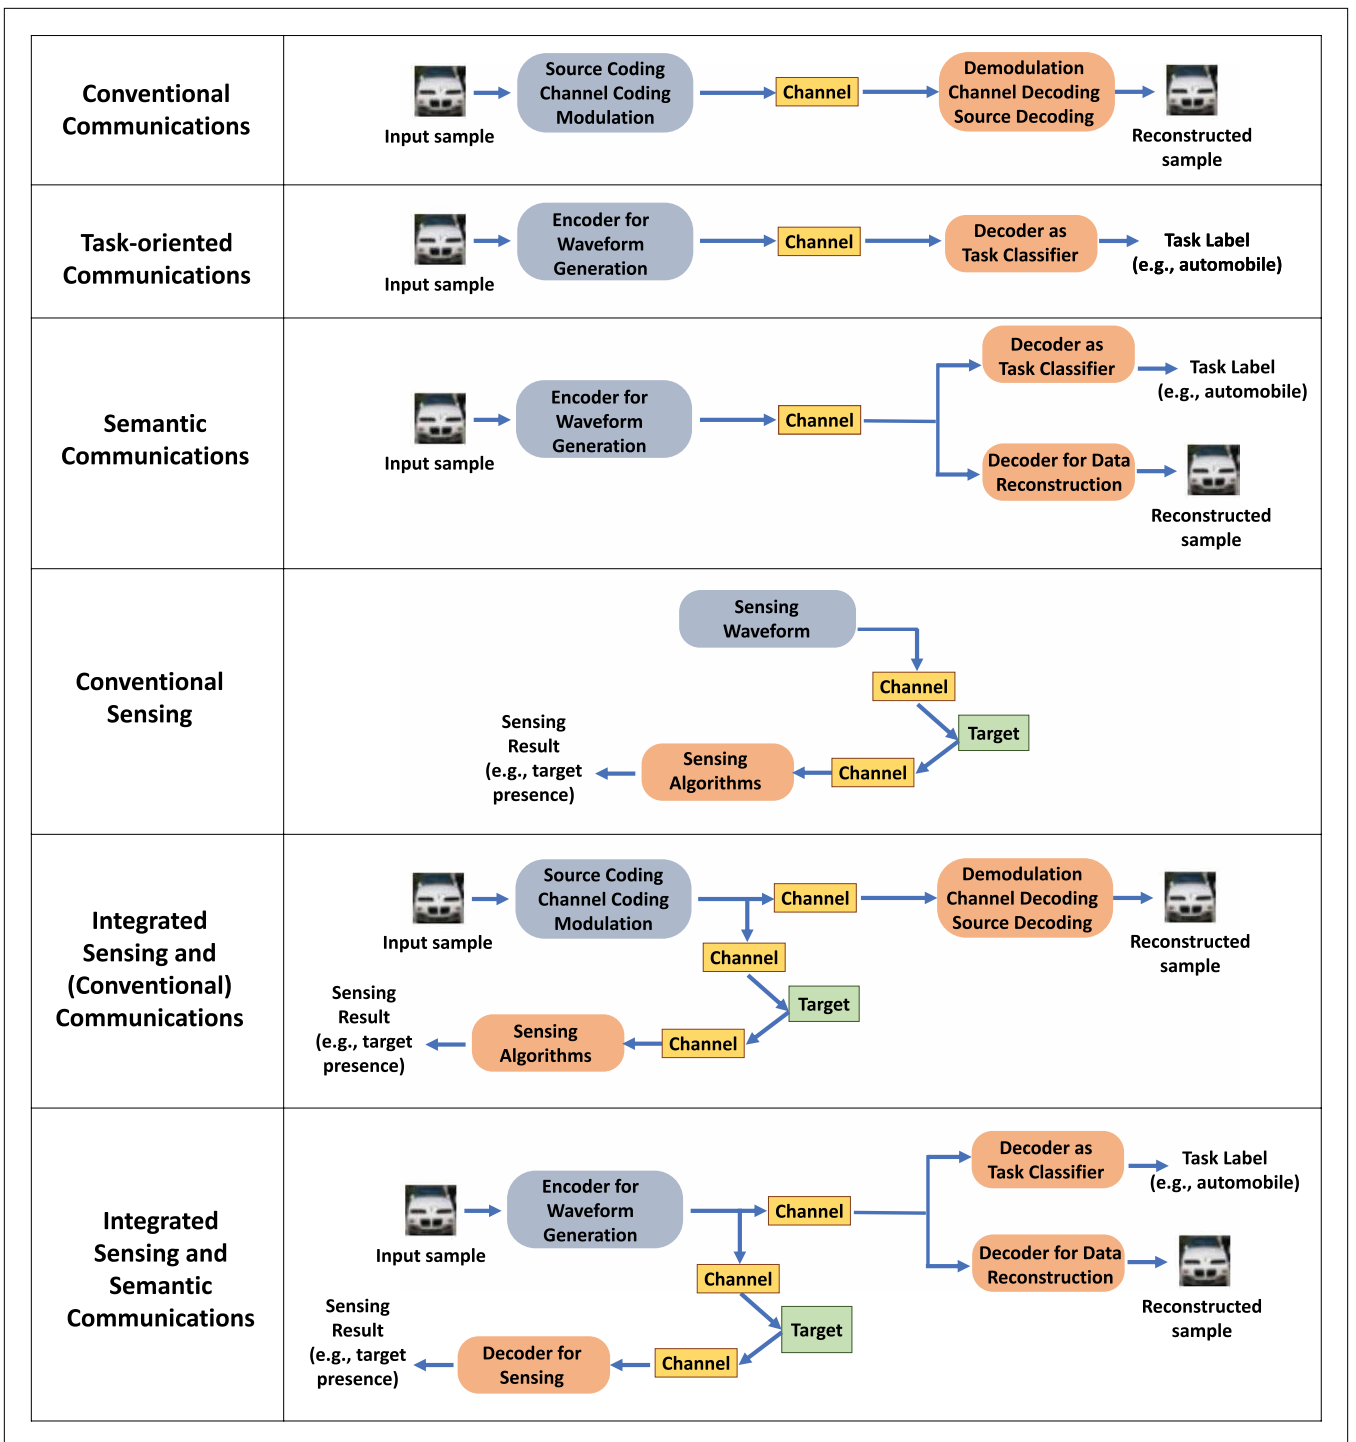 Conventional
Communications
Input sample
Source Coding
Channel Coding
Modulation
Channel
Demodulation
Channel Decoding
Source Decoding
Reconstructed
sample
Task-oriented
Communications
Input sample
Encoder for
Waveform
Generation
Channel
Decoder as
Task Classifier
Task Label
(e.g., automobile)
Semantic
Communications
Input sample
Encoder for
Waveform
Generation
Channel
Decoder as
Task Classifier
Task Label
(e.g., automobile)
Decoder for Data
Reconstruction
Reconstructed
sample
Conventional
Sensing
Sensing
Waveform
Channel
Target
Channel
Sensing
Algorithms
Sensing
Result
(e.g., target
presence)
Integrated
Sensing and
(Conventional)
Communications
Input sample
Source Coding
Channel Coding
Modulation
Channel
Demodulation
Channel Decoding
Source Decoding
Reconstructed
sample
Channel
Target
Channel
Sensing
Algorithms
Sensing
Result
(e.g., target
presence)
Integrated
Sensing and
Semantic
Communications
Input sample
Encoder for
Waveform
Generation
Channel
Decoder as
Task Classifier
Task Label
(e.g., automobile)
Decoder for Data
Reconstruction
Reconstructed
sample
Channel
Target
Channel
Decoder for
Sensing
Sensing
Result
(e.g., target
presence)